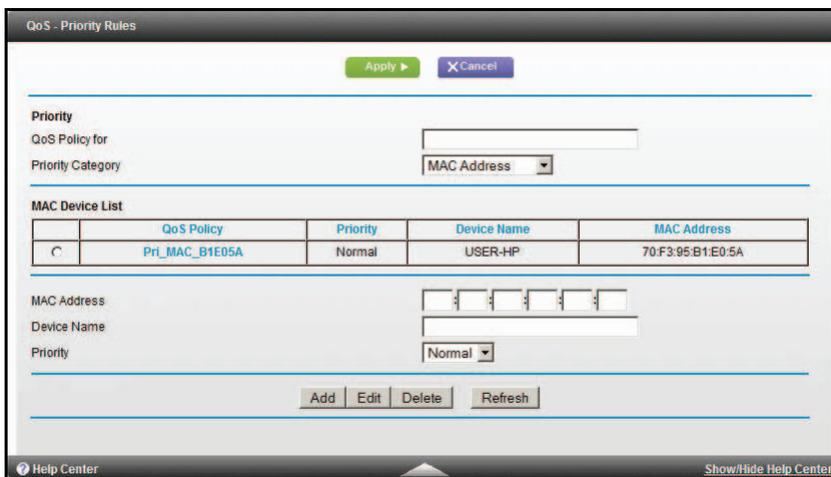 QoS - Priority Rules
Apply ▶ X Cancel
Priority
QoS Policy for
Priority Category MAC Address
MAC Device List
QoS Policy Priority Device Name MAC Address
Pri_MAC_B1E05A Normal USER-HP 70:F3:95:B1:E0:5A
MAC Address : : : : :
Device Name
Priority Normal
Add Edit Delete Refresh
Help Center Show/Hide Help Center